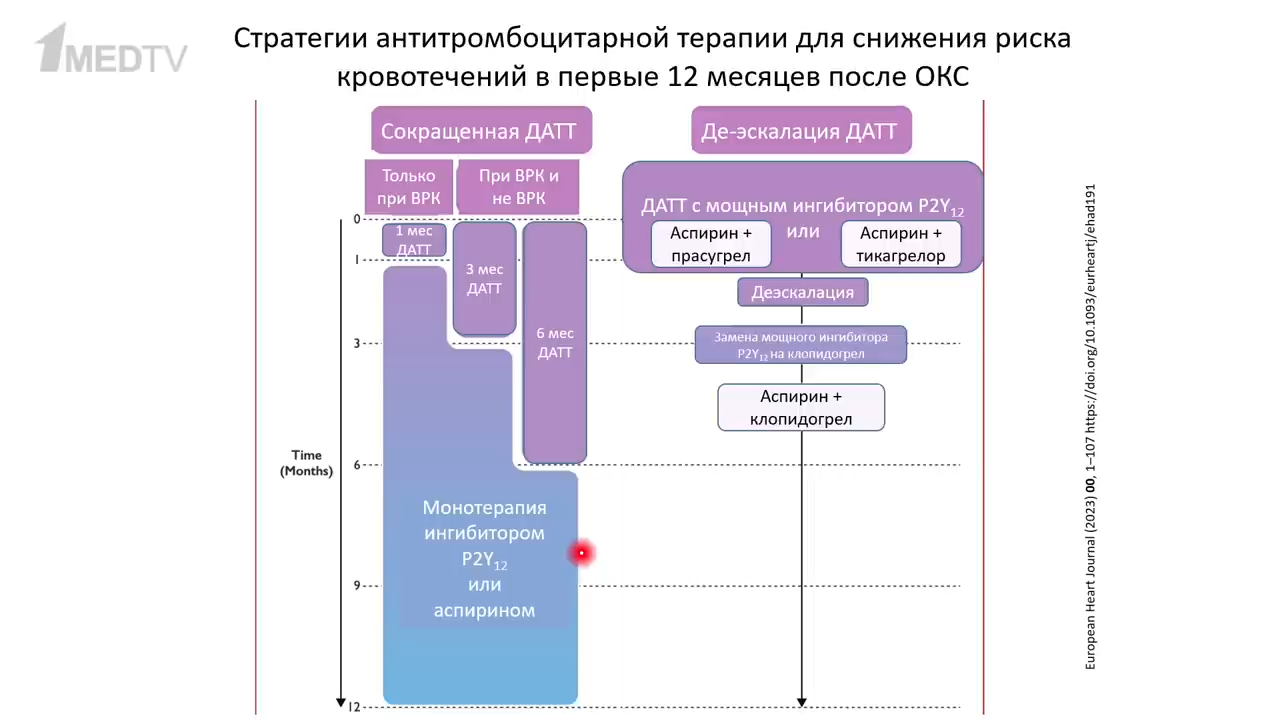 1MEDTV
Стратегии антитромбоцитарной терапии для снижения риска
кровотечений в первые 12 месяцев после ОКС
Сокращенная ДАТТ
Де-эскалация ДАТТ
Только
при ВРК
При ВРК и
не ВРК
ДАТТ с мощным ингибитором P2Y12
или
Аспирин +
прасугрел
Аспирин +
тикагрелор
0
1 мес
ДАТТ
1
3 мес
ДАТТ
Деэскалация
6 мес
ДАТТ
3
Замена мощного ингибитора
P2Y12 на клопидогрел
Аспирин +
клопидогрел
Time
(Months)
6
Монотерапия
ингибитором
P2Y12
или
аспирином
9
12
European Heart Journal (2023) 00, 1–107 https://doi.org/10.1093/eurheartj/ehad191